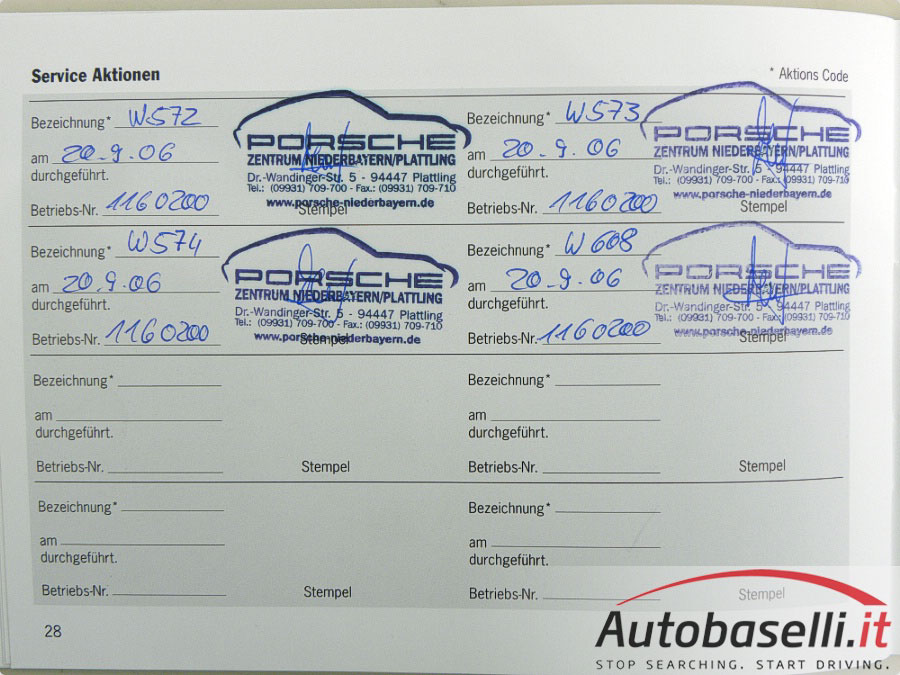 Service Aktionen
* Aktions Code
Bezeichnung* W572
am 20.9.06
durchgeführt.
Betriebs-Nr. 1160200
Stempel
PORSCHE
ZENTRUM NIEDERBAYERN/PLATTLING
Dr.-Wandinger-Str. 5 - 94447 Plattling
Tel.: (09931) 709-700 - Fax.: (09931) 709-710
www.porsche-niederbayern.de
Bezeichnung* W573
am 20.9.06
durchgeführt.
Betriebs-Nr. 1160200
Stempel
PORSCHE
ZENTRUM NIEDERBAYERN/PLATTLING
Dr.-Wandinger-Str. 5 - 94447 Plattling
Tel.: (09931) 709-700 - Fax.: (09931) 709-710
www.porsche-niederbayern.de
Bezeichnung* W574
am 20.9.06
durchgeführt.
Betriebs-Nr. 1160200
Stempel
PORSCHE
ZENTRUM NIEDERBAYERN/PLATTLING
Dr.-Wandinger-Str. 5 - 94447 Plattling
Tel.: (09931) 709-700 - Fax.: (09931) 709-710
www.porsche-niederbayern.de
Bezeichnung* W608
am 20.9.06
durchgeführt.
Betriebs-Nr. 1160200
Stempel
PORSCHE
ZENTRUM NIEDERBAYERN/PLATTLING
Dr.-Wandinger-Str. 5 - 94447 Plattling
Tel.: (09931) 709-700 - Fax.: (09931) 709-710
www.porsche-niederbayern.de
Bezeichnung*
am
durchgeführt.
Betriebs-Nr.
Stempel
Bezeichnung*
am
durchgeführt.
Betriebs-Nr.
Stempel
Bezeichnung*
am
durchgeführt.
Betriebs-Nr.
Stempel
Bezeichnung*
am
durchgeführt.
Betriebs-Nr.
Stempel
28
Autobaselli.it
STOP SEARCHING. START DRIVING.